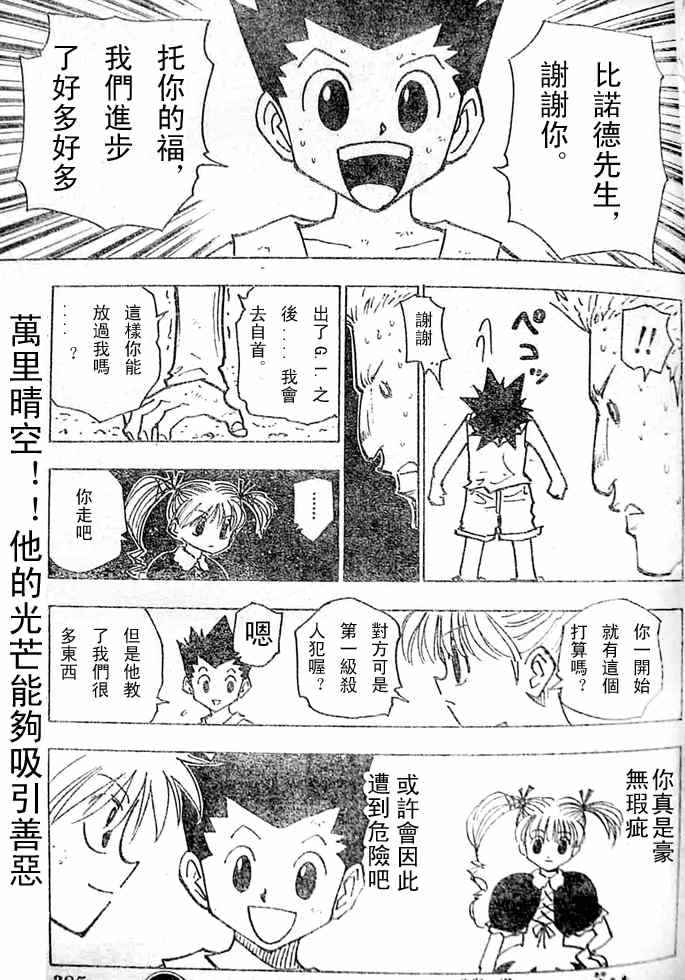 比諾德先生，
謝謝你。
托你的福，
我們進步
了好多好多
！！
ペコッ
謝謝
出了G.I.之
後....我會
去自首。
這樣你能
放過我嗎
....？
......
你走吧
你一開始
就有這個
打算嗎？
對方可是
第一級殺
人犯喔？
嗯
但是他教
了我們很
多東西
你真是豪
無瑕疵
或許會因此
遭到危險吧
萬里晴空！！他的光芒能夠吸引善惡